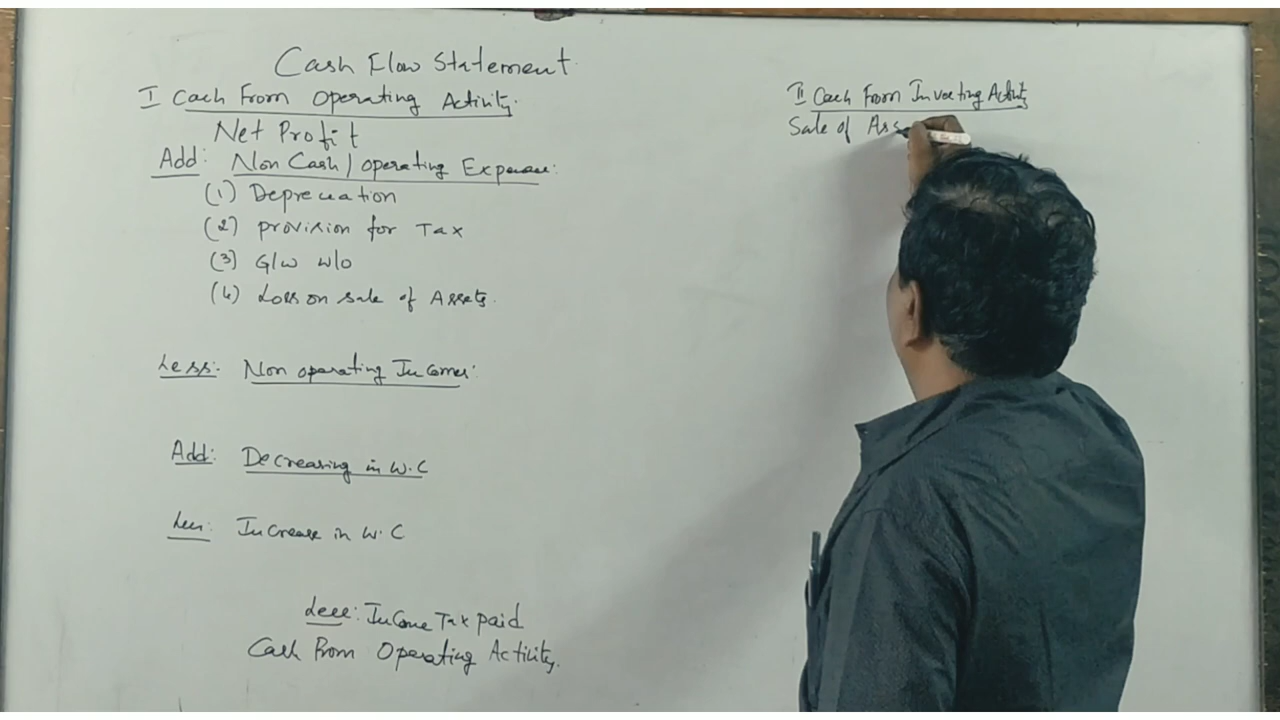 Cash Flow Statement
I Cash From Operating Activity.
Net Profit
Add: Non Cash / Operating Expense:
(1) Depreciation
(2) Provision for Tax
(3) G/w w/o
(4) Loss on sale of Assets.
Less: Non operating Incomes:
Add: Decreasing in W.C
Less: Increase in W.C
Less: Income Tax paid
Cash From Operating Activity.
II Cash From Investing Activity
Sale of Ass